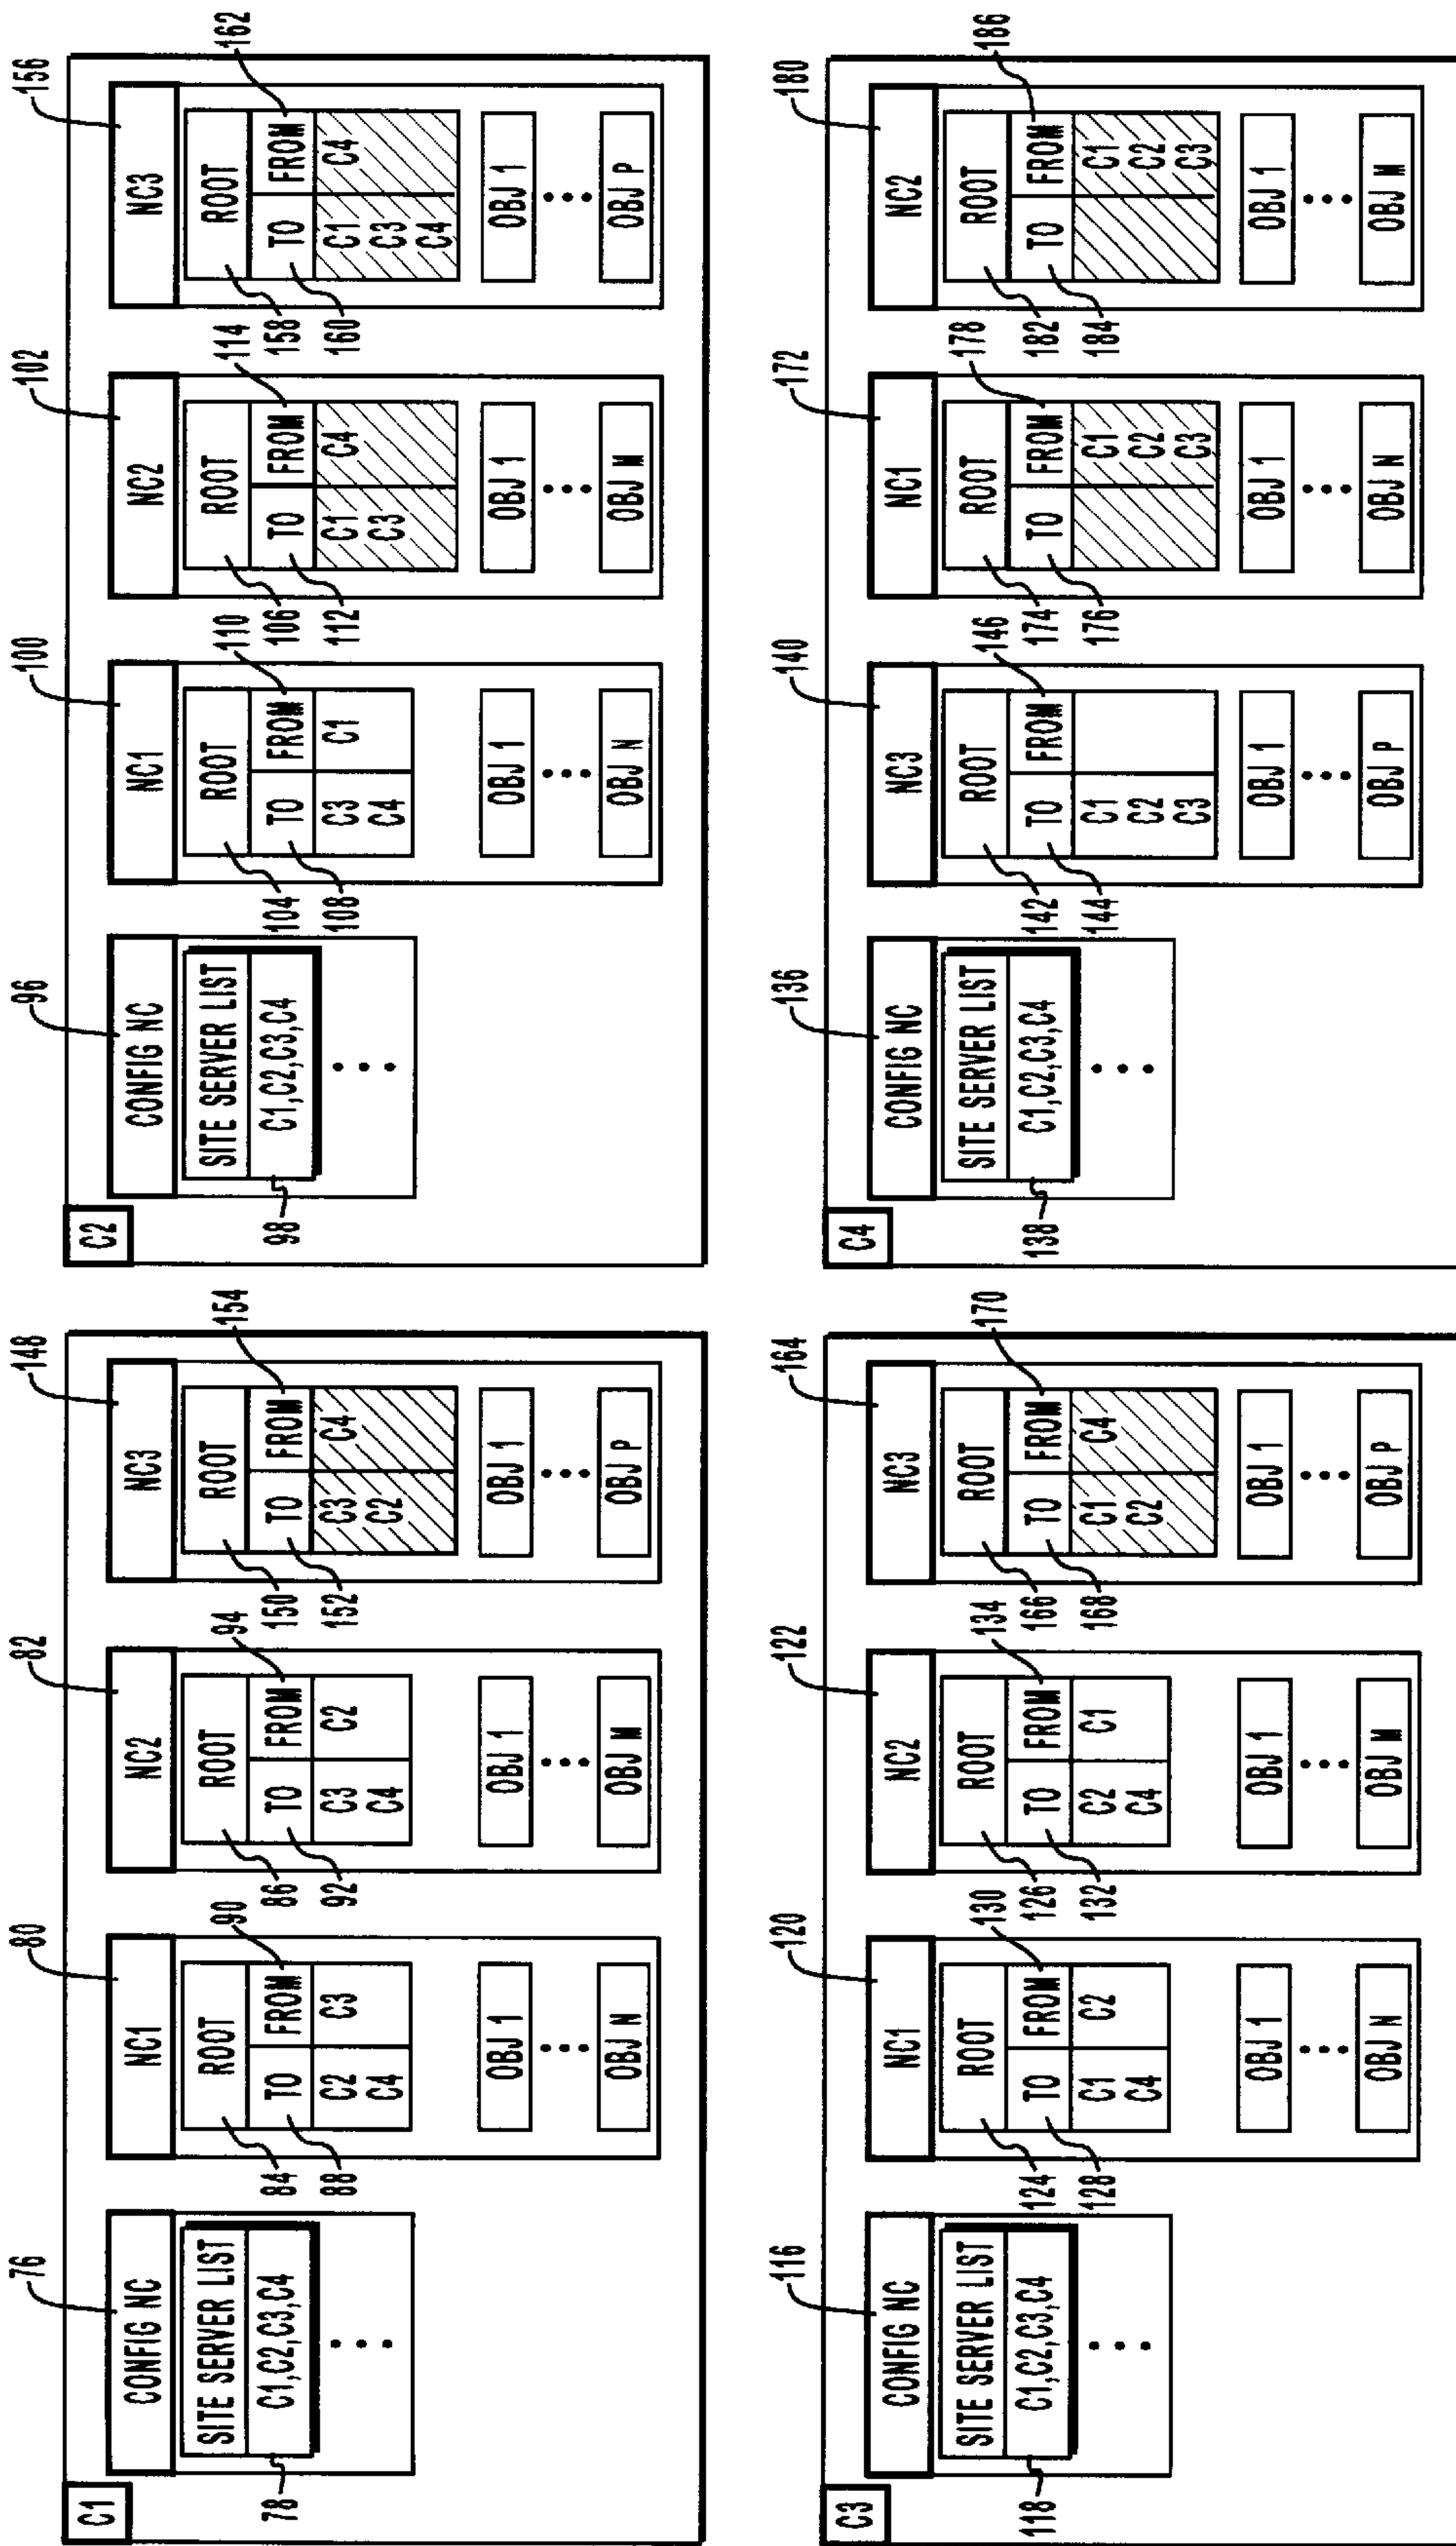 C1
76
CONFIG NC
SITE SERVER LIST
C1,C2,C3,C4
78
80
NC1
ROOT
TO FROM
C2 C3
C4
84
88
90
OBJ 1
OBJ N
82
NC2
ROOT
TO FROM
C3 C2
C4
86
92
94
OBJ 1
OBJ M
148
NC3
ROOT
TO FROM
C3 C4
C2
150
152
154
OBJ 1
OBJ P
C2
96
CONFIG NC
SITE SERVER LIST
C1,C2,C3,C4
98
100
NC1
ROOT
TO FROM
C3 C1
C4
104
108
110
OBJ 1
OBJ N
102
NC2
ROOT
TO FROM
C1 C4
C3
106
112
114
OBJ 1
OBJ M
156
NC3
ROOT
TO FROM
C1 C4
C3
C4
158
160
162
OBJ 1
OBJ P
C3
116
CONFIG NC
SITE SERVER LIST
C1,C2,C3,C4
118
120
NC1
ROOT
TO FROM
C1 C2
C4
124
128
130
OBJ 1
OBJ N
122
NC2
ROOT
TO FROM
C2 C1
C4
126
132
134
OBJ 1
OBJ M
164
NC3
ROOT
TO FROM
C1 C4
C2
166
168
170
OBJ 1
OBJ P
C4
136
CONFIG NC
SITE SERVER LIST
C1,C2,C3,C4
138
140
NC3
ROOT
TO FROM
C1
C2
C3
142
144
146
OBJ 1
OBJ P
172
NC1
ROOT
TO FROM
C1
C2
C3
174
176
178
OBJ 1
OBJ N
180
NC2
ROOT
TO FROM
C1
C2
C3
182
184
186
OBJ 1
OBJ M